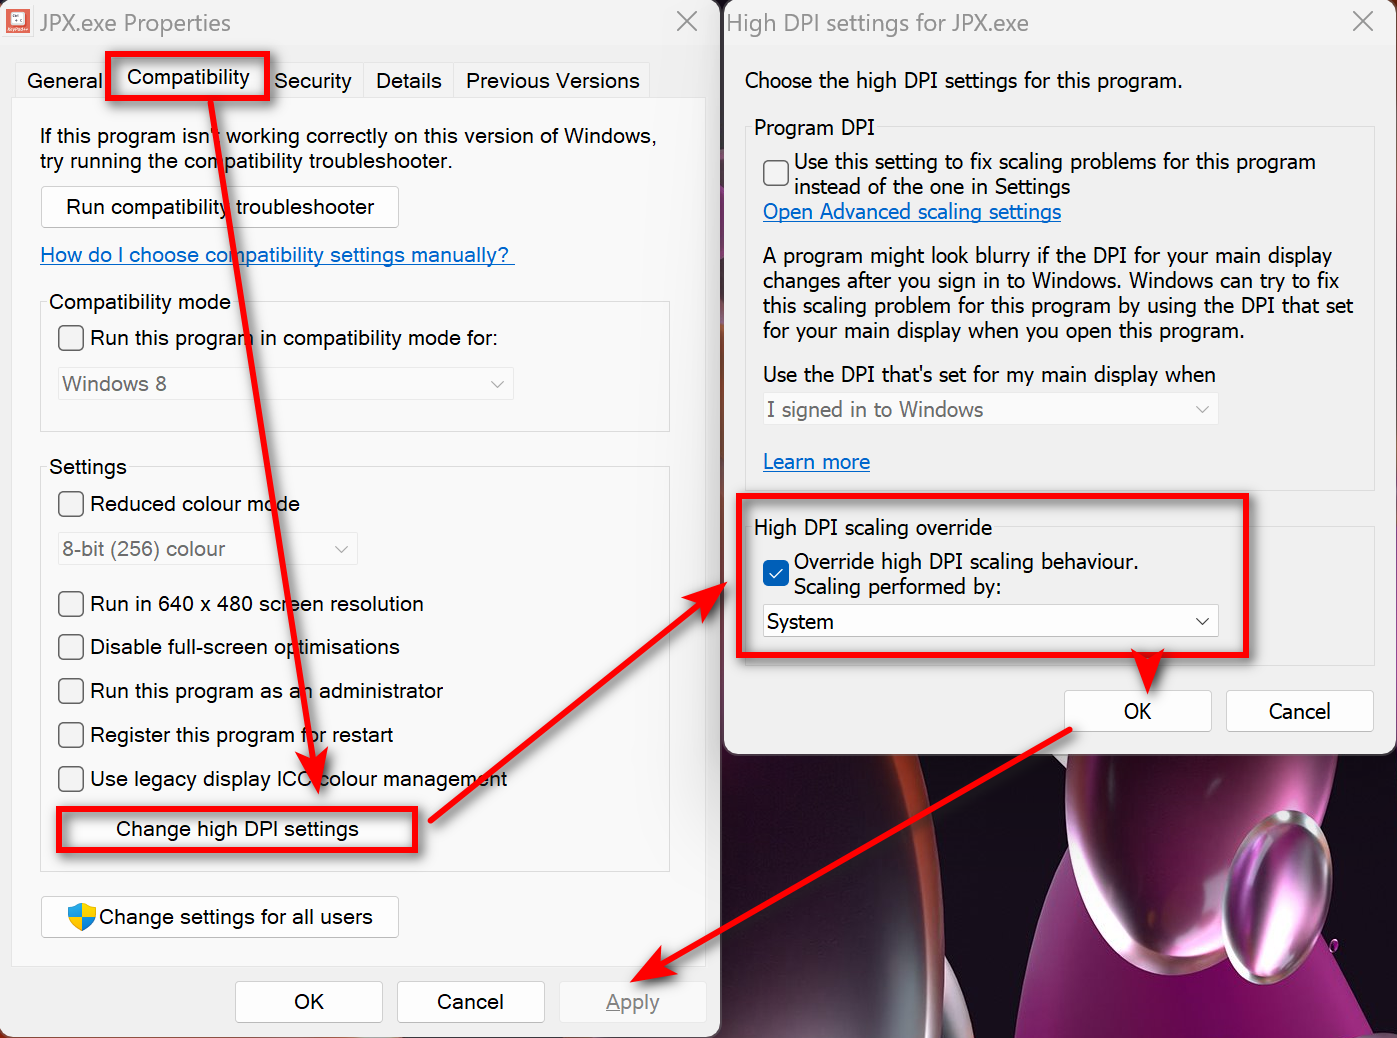 JPX.exe Properties
General
Compatibility
Security
Details
Previous Versions
If this program isn't working correctly on this version of Windows,
try running the compatibility troubleshooter.
Run compatibility troubleshooter
How do I choose compatibility settings manually?
Compatibility mode
Run this program in compatibility mode for:
Windows 8
Settings
Reduced colour mode
8-bit (256) colour
Run in 640 x 480 screen resolution
Disable full-screen optimisations
Run this program as an administrator
Register this program for restart
Use legacy display ICC colour management
Change high DPI settings
Change settings for all users
OK
Cancel
Apply
High DPI settings for JPX.exe
Choose the high DPI settings for this program.
Program DPI
Use this setting to fix scaling problems for this program
instead of the one in Settings
Open Advanced scaling settings
A program might look blurry if the DPI for your main display
changes after you sign in to Windows. Windows can try to fix
this scaling problem for this program by using the DPI that set
for your main display when you open this program.
Use the DPI that's set for my main display when
I signed in to Windows
Learn more
High DPI scaling override
Override high DPI scaling behaviour.
Scaling performed by:
System
OK
Cancel